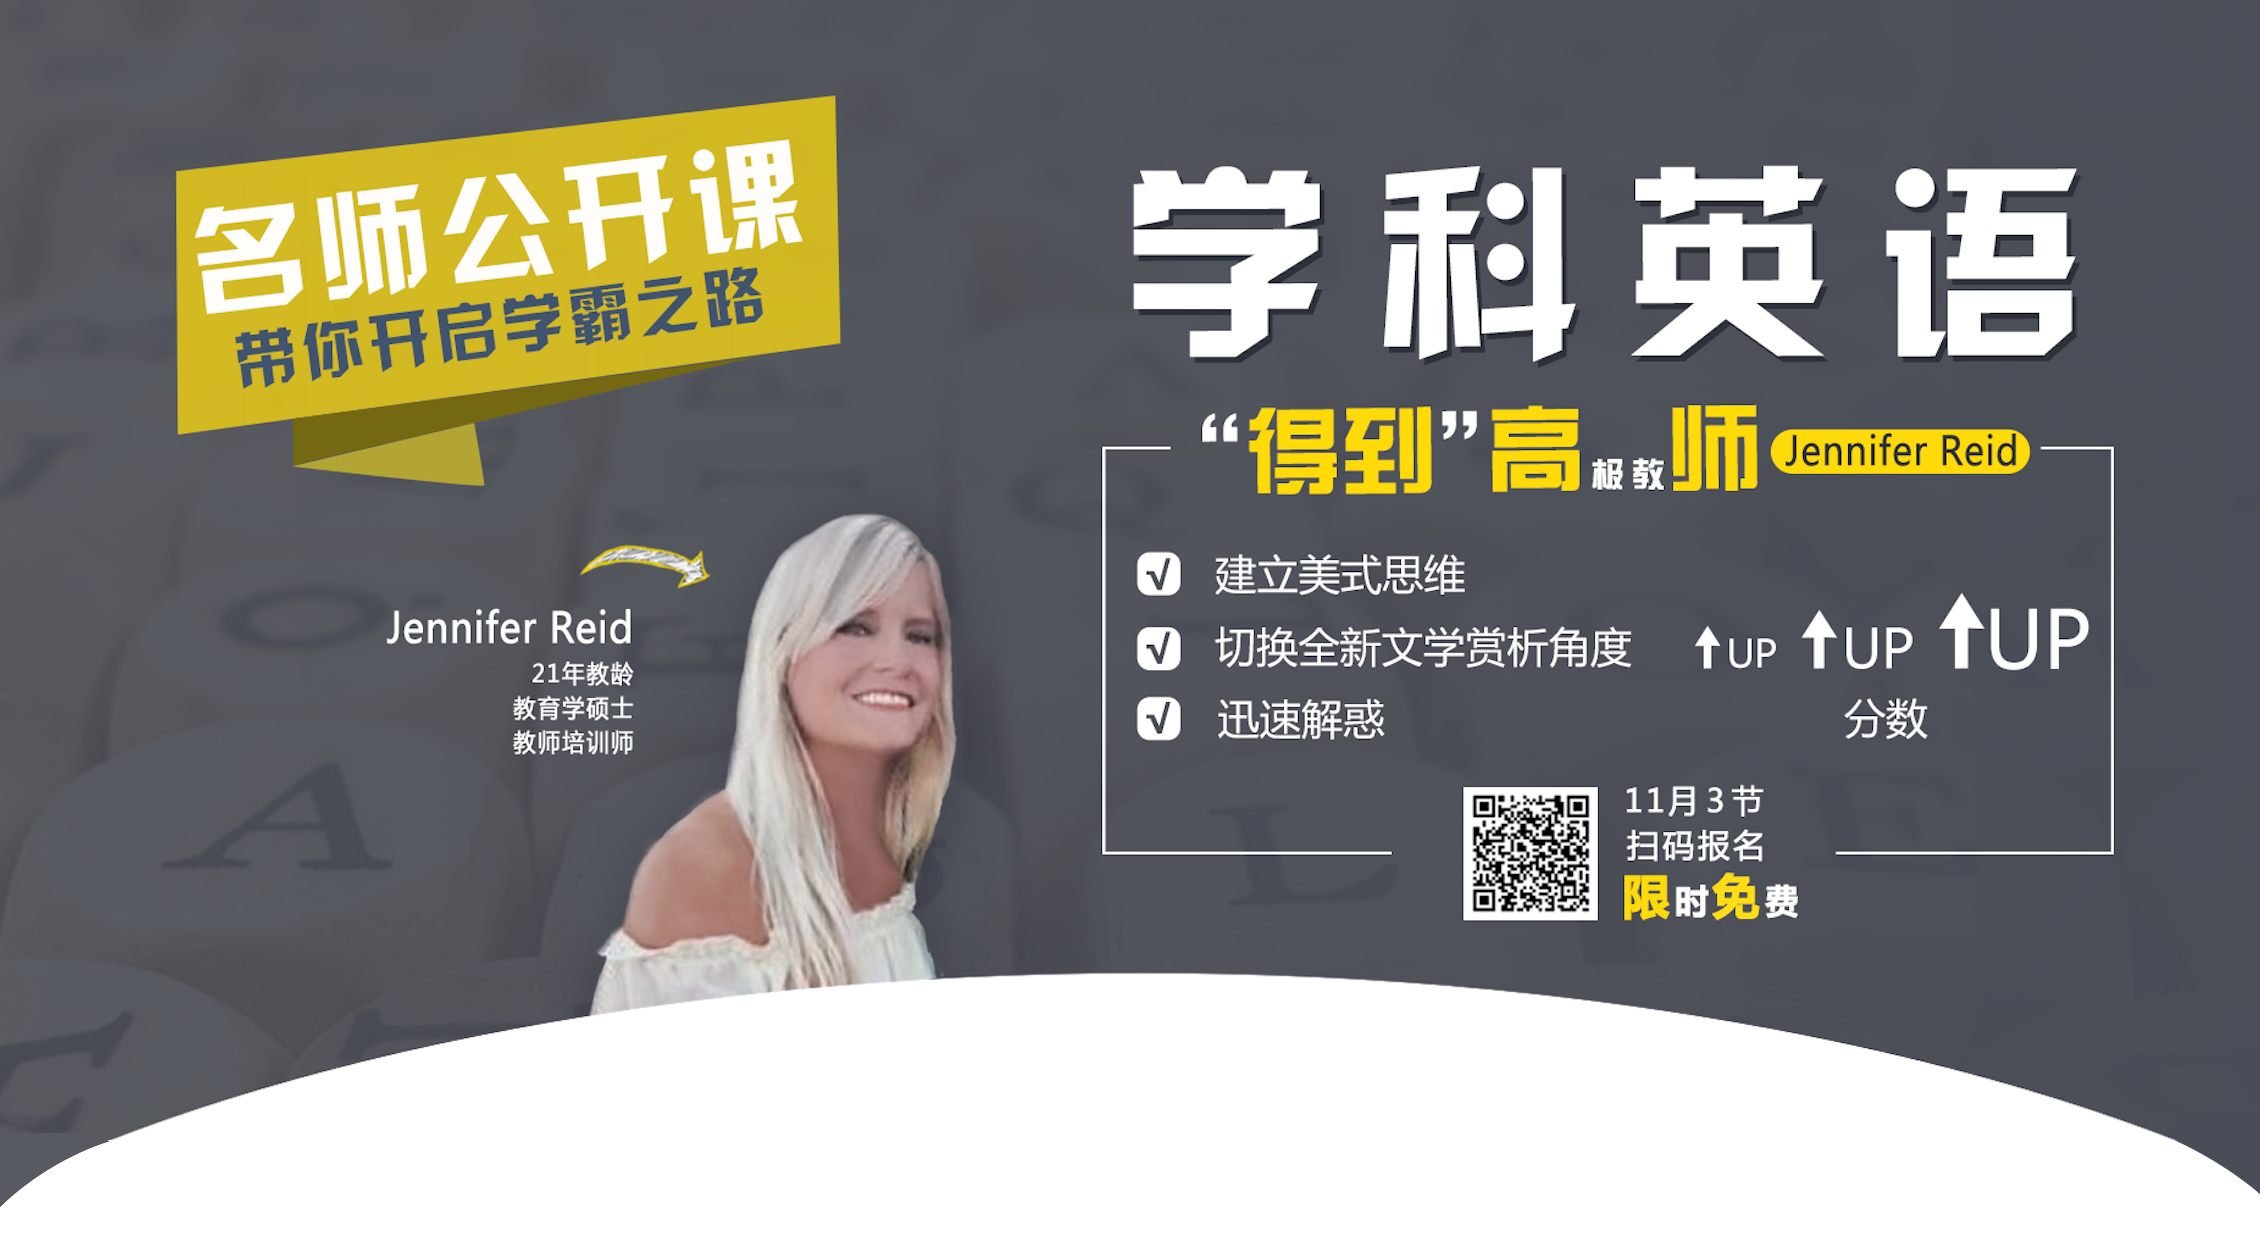 名师公开课
带你开启学霸之路
学科英语
“得到”高极教师 Jennifer Reid
Jennifer Reid
21年教龄
教育学硕士
教师培训师
√ 建立美式思维
√ 切换全新文学赏析角度
√ 迅速解惑
UP UP UP
分数
11月3节
扫码报名
限时免费
A
C
L
E
Q
O